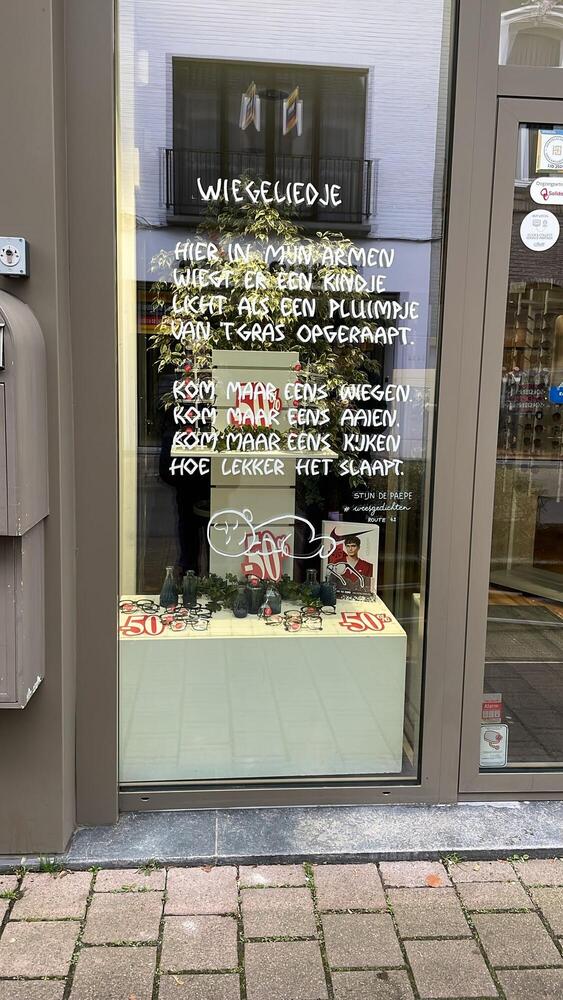 WIEGELIEDJE
HIER IN MIJN ARMEN
WIEGT ER EEN KINDJE
LICHT ALS EEN PLUIMPJE
VAN 'T GRAS OPGERAAPT.
KOM MAAR EENS WIEGEN.
KOM MAAR EENS AAIEN.
KOM MAAR EENS KIJKEN
HOE LEKKER HET SLAAPT.
STIJN DE PAEPE
#weesgedichten
ROUTE 42
50%
-50%
-50%
Alarm